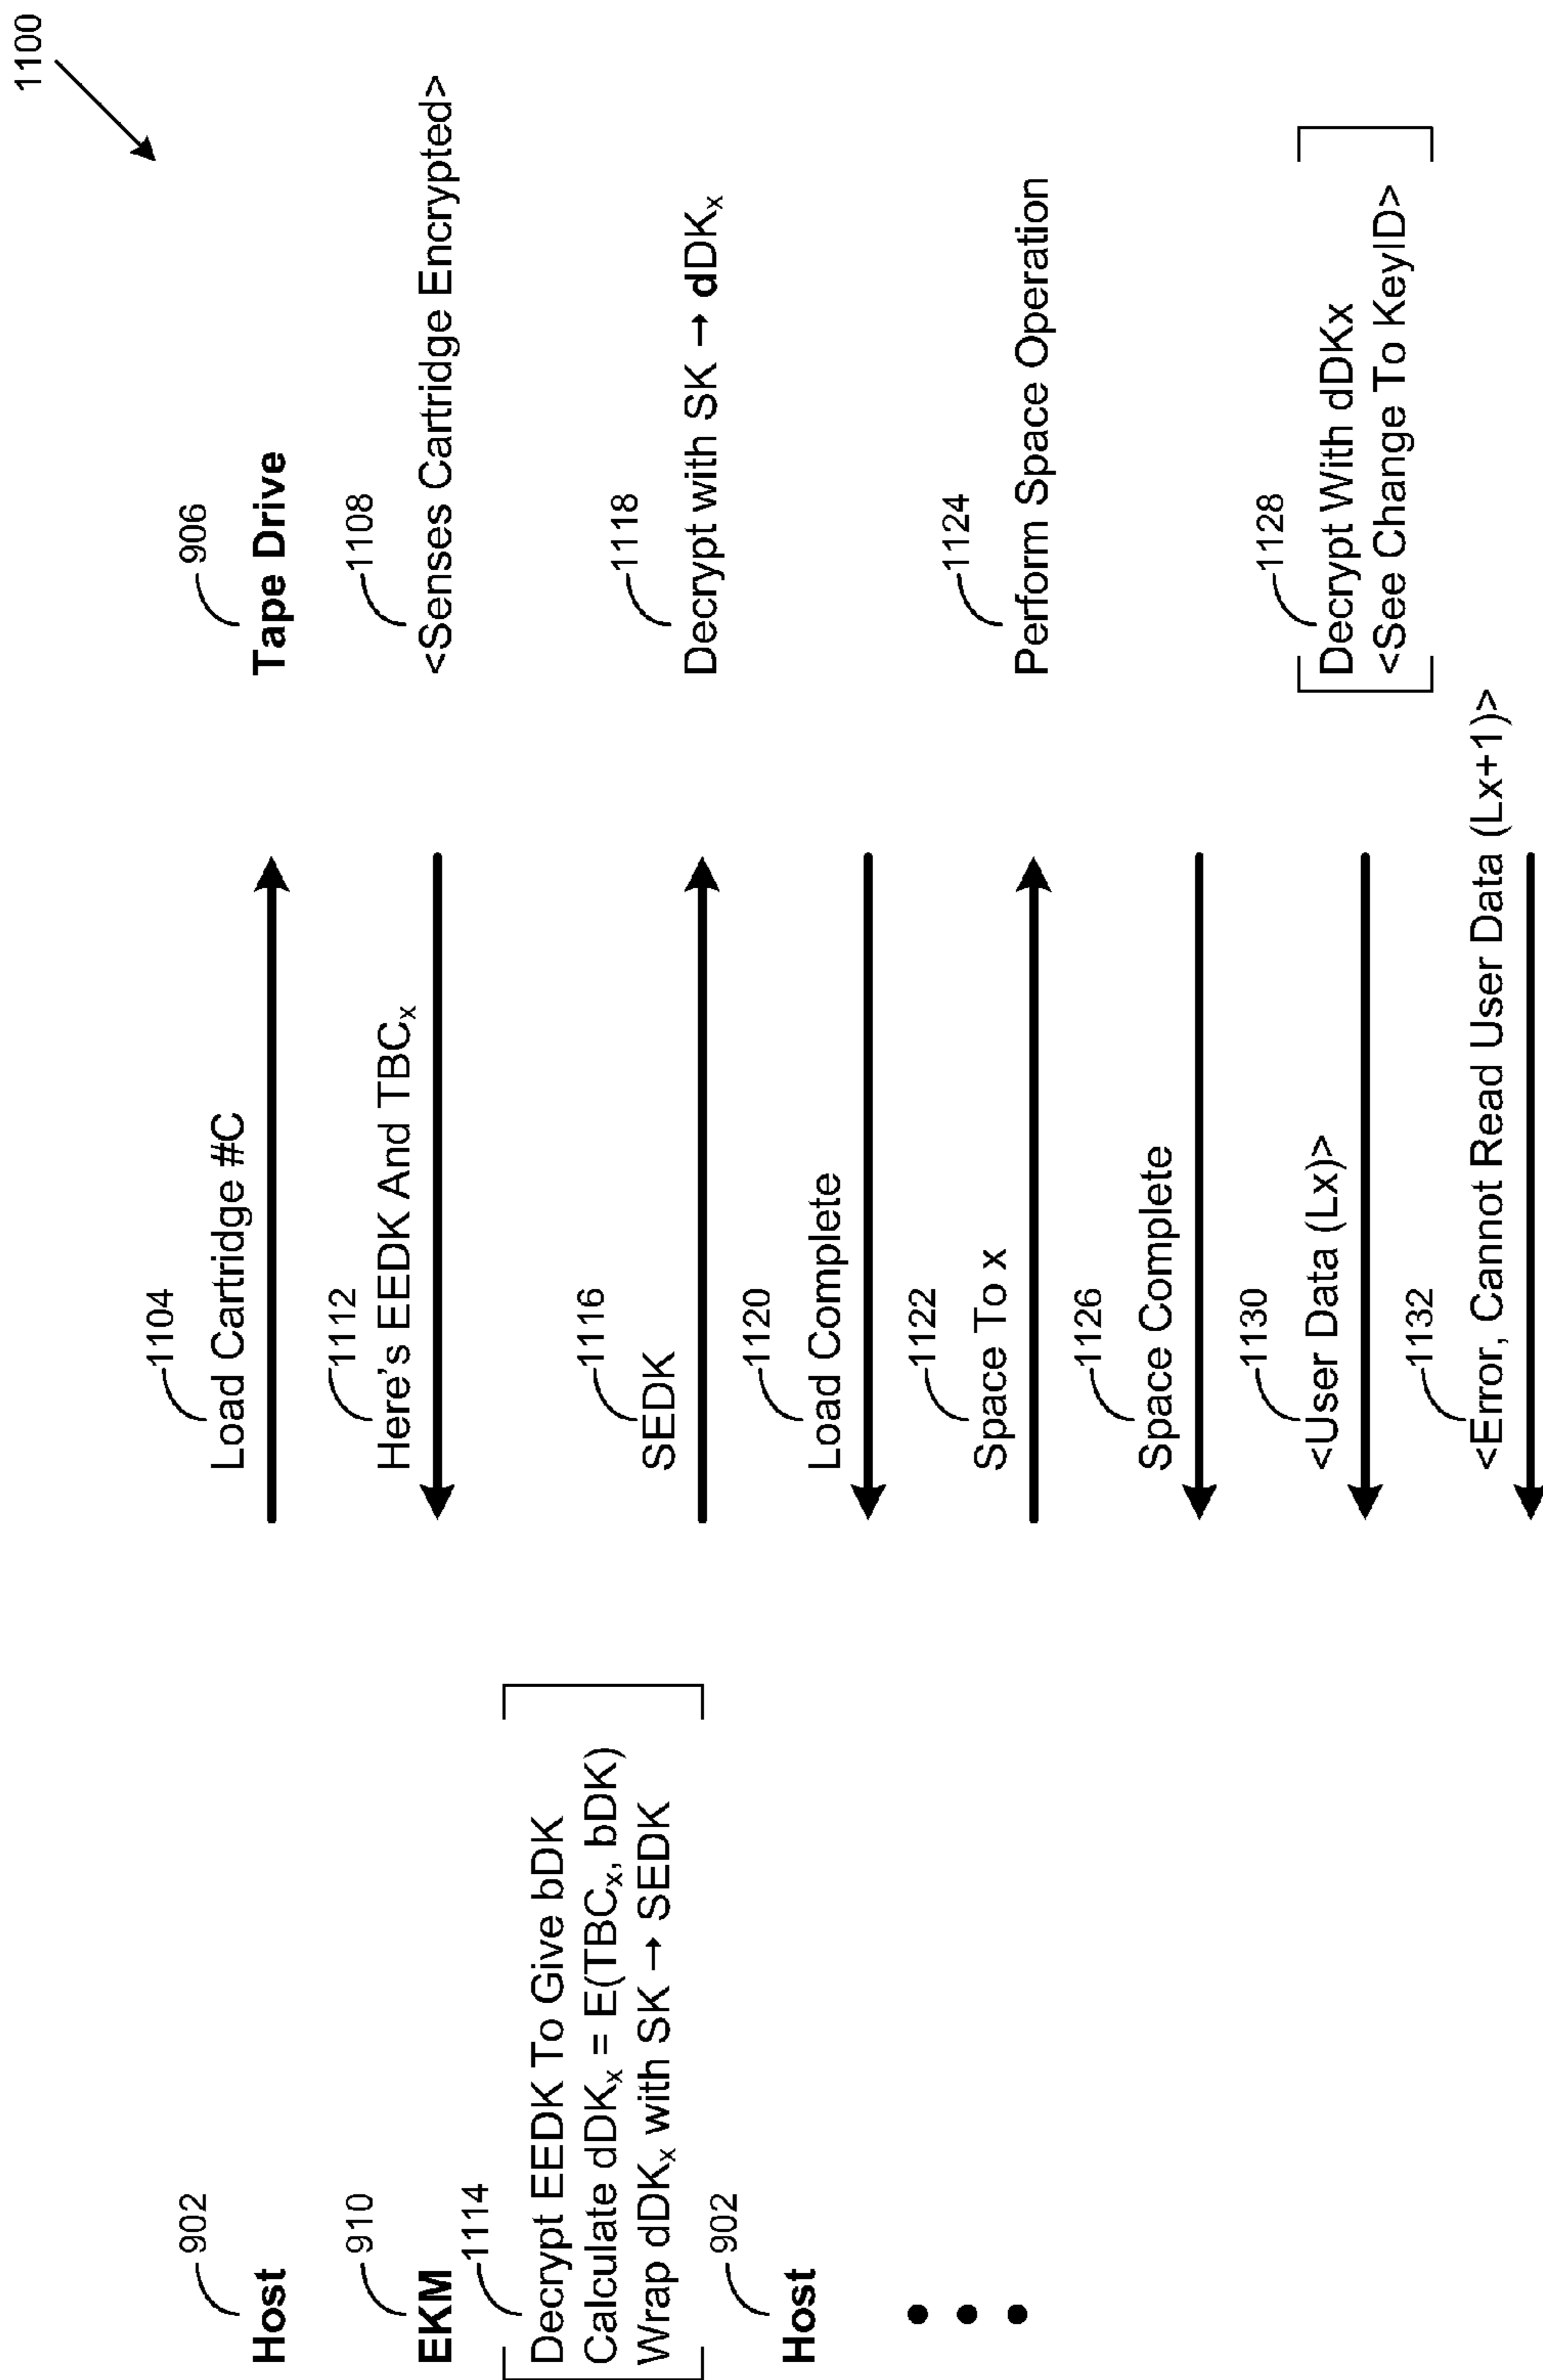 1100
902
Host
1104
Load Cartridge #C
906
Tape Drive
910
EKM
1112
Here's EEDK And TBCₓ
1108
<Senses Cartridge Encrypted>
1114
Decrypt EEDK To Give bDK
Calculate dDKₓ = E(TBCₓ, bDK)
Wrap dDKₓ with SK → SEDK
1116
SEDK
1118
Decrypt with SK → dDKₓ
902
Host
1120
Load Complete
1122
Space To x
1124
Perform Space Operation
1126
Space Complete
1130
<User Data (Lx)>
1128
Decrypt With dDKx
<See Change To KeyID>
1132
<Error, Cannot Read User Data (Lx+1)>